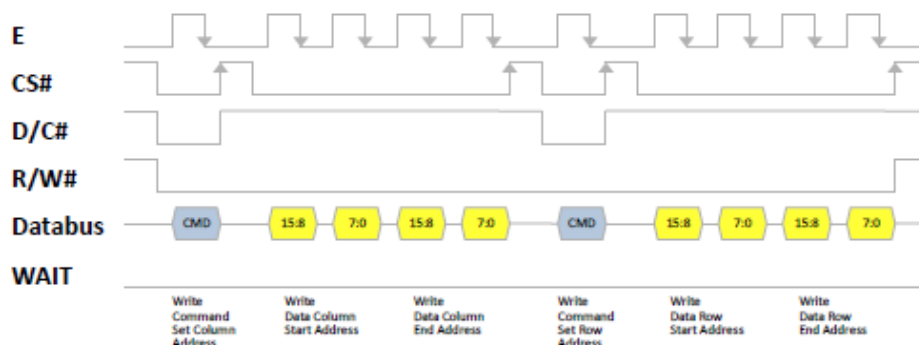 E
CS#
D/C#
R/W#
Databus CMD 15:8 7:0 15:8 7:0 CMD 15:8 7:0 15:8 7:0
WAIT
Write Command Set Column Address
Write Data Column Start Address
Write Data Column End Address
Write Command Set Row Address
Write Data Row Start Address
Write Data Row End Address